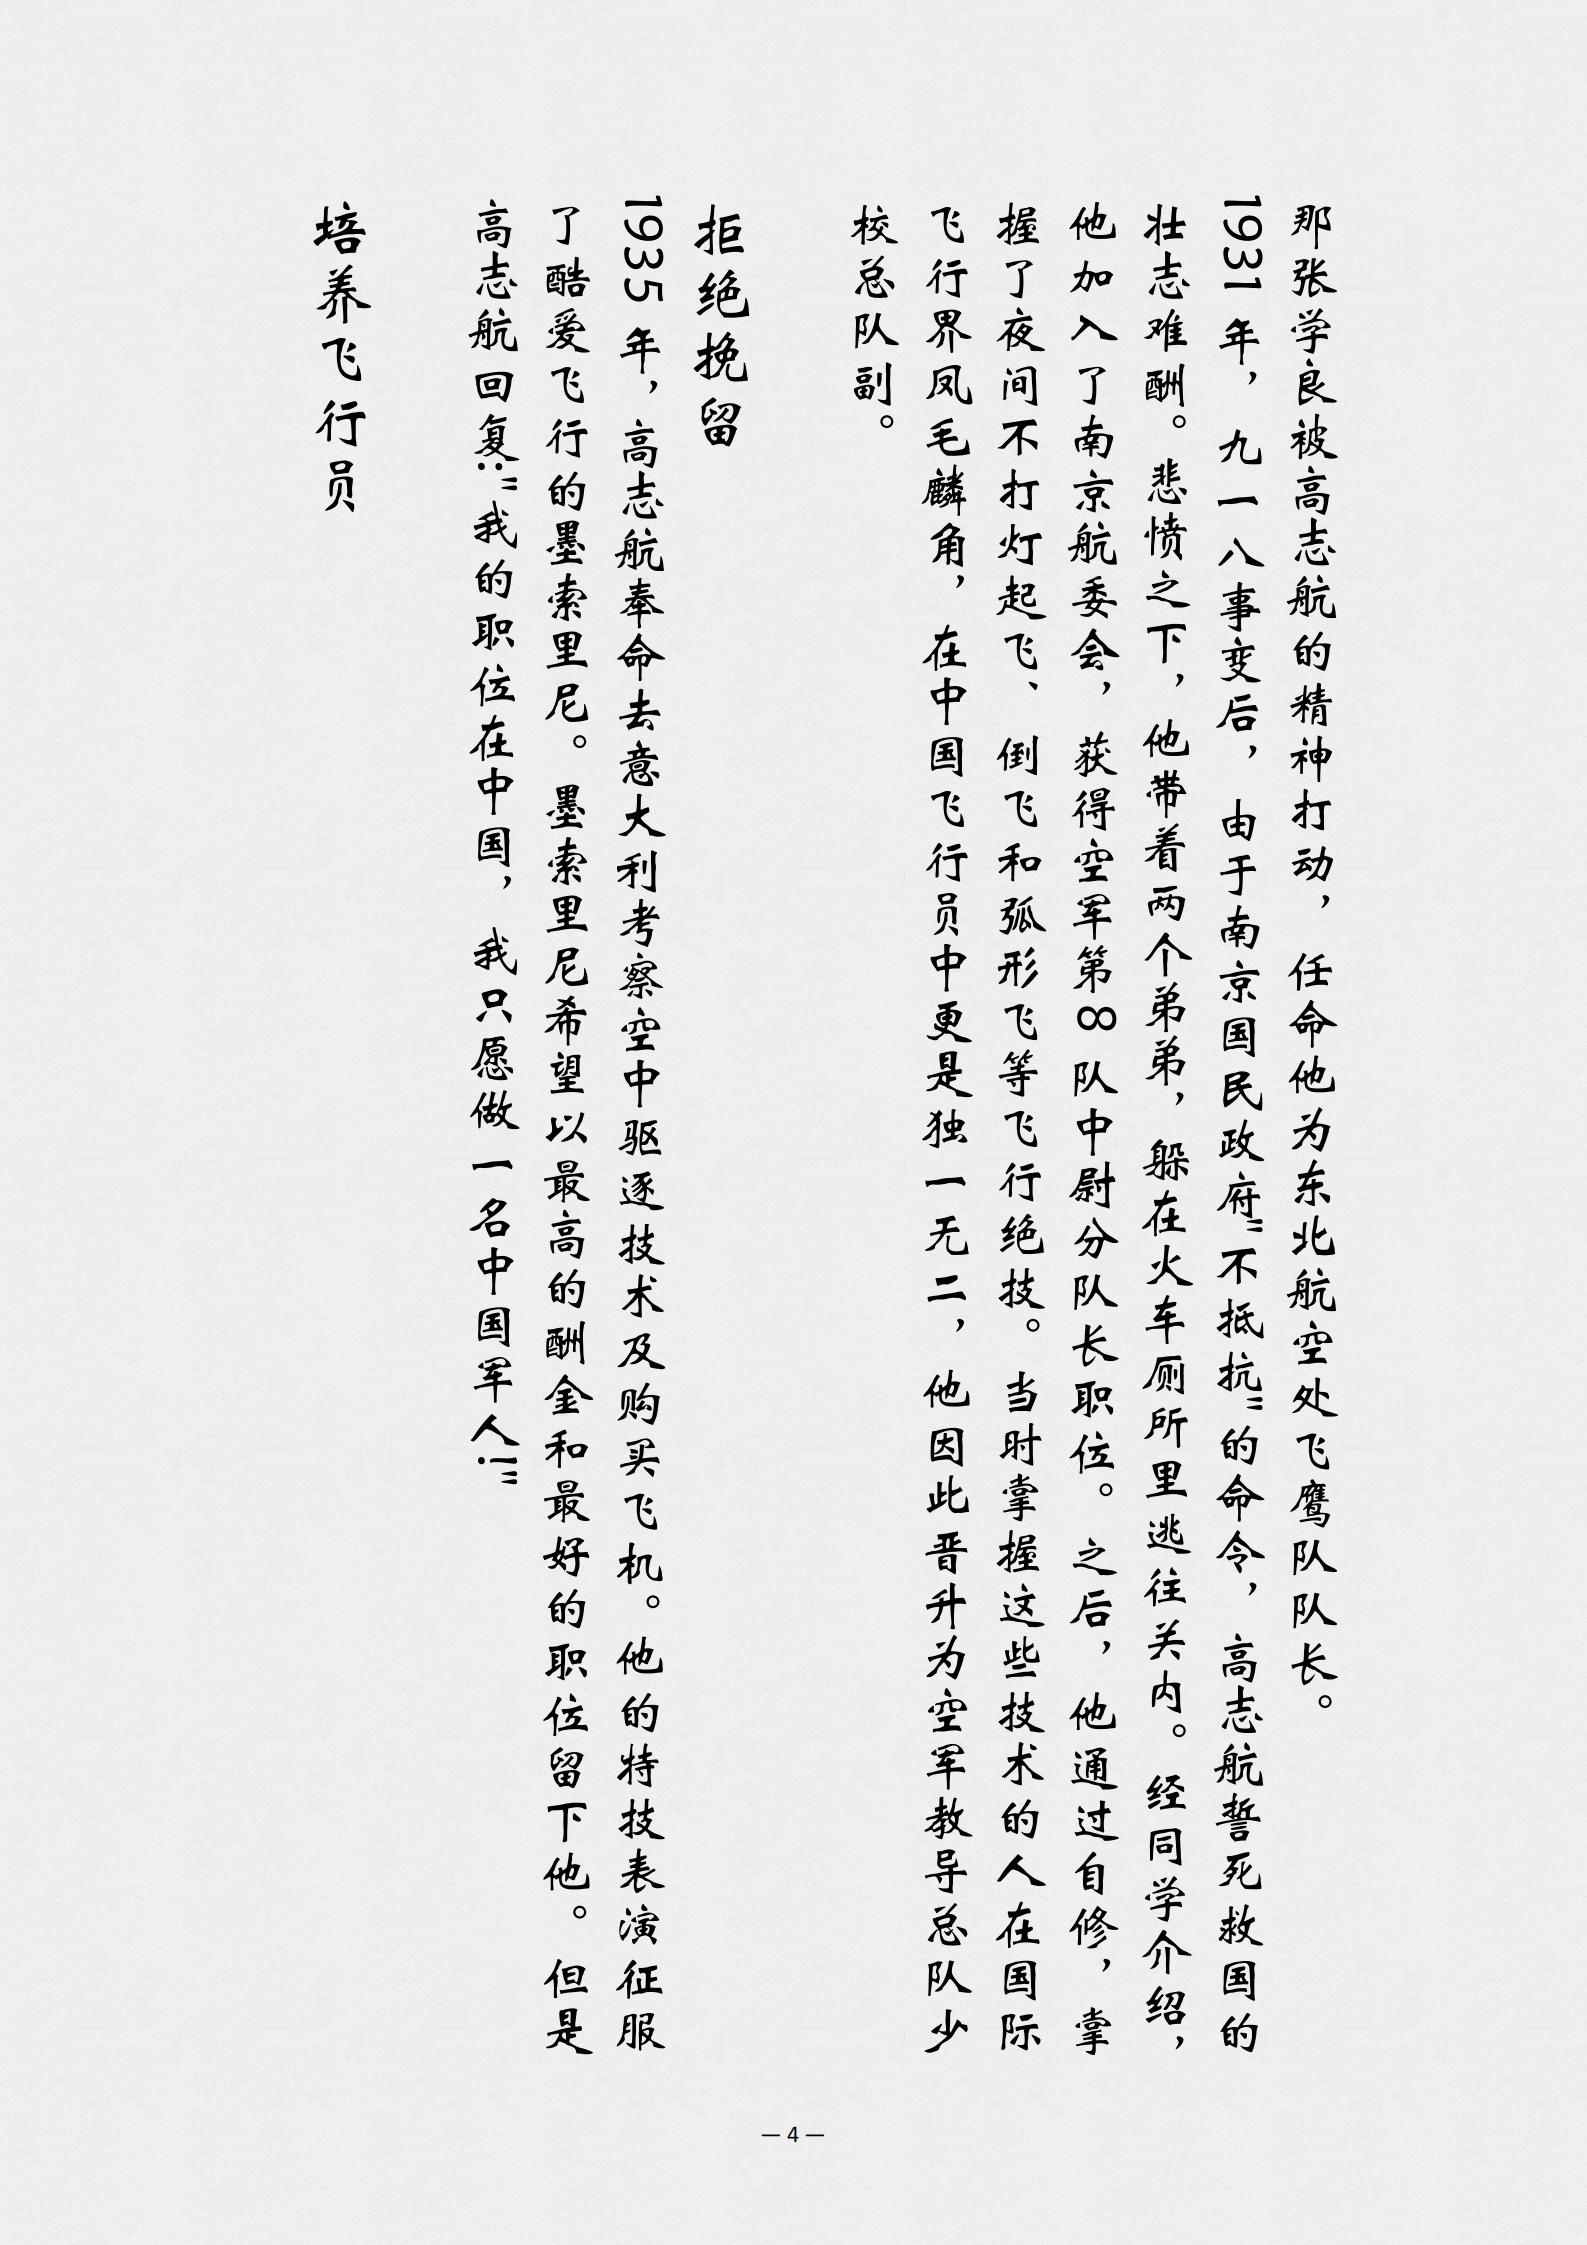 那张学良被高志航的精神打动，任命他为东北航空处飞鹰队队长。
1931年，九一八事变后，由于南京国民政府"不抵抗"的命令，高志航誓死救国的
壮志难酬。悲愤之下，他带着两个弟弟，躲在火车厕所里逃往关内。经同学介绍，
他加入了南京航委会，获得空军第8队中尉分队长职位。之后，他通过自修，掌
握了夜间不打灯起飞、倒飞和弧形飞等飞行绝技。当时掌握这些技术的人在国际
飞行界凤毛麟角，在中国飞行员中更是独一无二，他因此晋升为空军教导总队少
校总队副。
拒绝挽留
1935年，高志航奉命去意大利考察空中驱逐技术及购买飞机。他的特技表演征服
了酷爱飞行的墨索里尼。墨索里尼希望以最高的酬金和最好的职位留下他。但是
高志航回复："我的职位在中国，我只愿做一名中国军人！"
培养飞行员
— 4 —